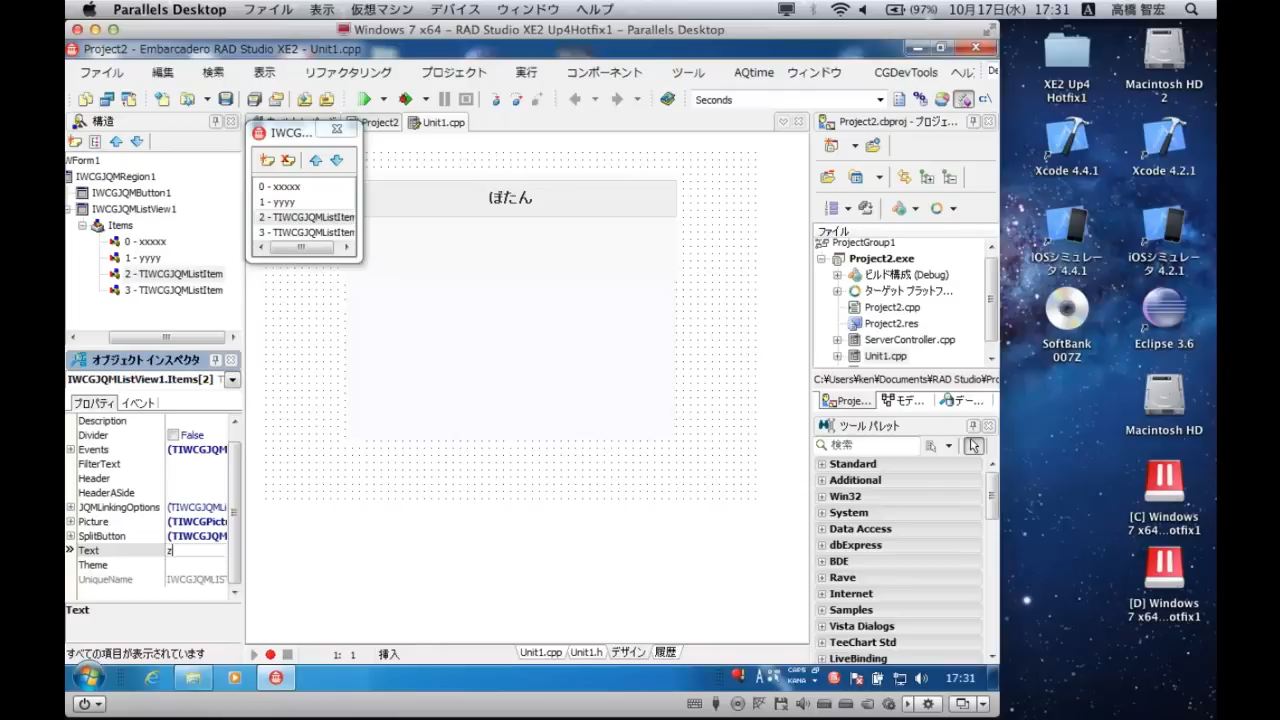 Parallels Desktop ファイル 表示 仮想マシン デバイス ウィンドウ ヘルプ (97%) 10月17日(水) 17:31 A 高橋 智宏
Windows 7 x64 – RAD Studio XE2 Up4Hotfix1 – Parallels Desktop
Project2 - Embarcadero RAD Studio XE2 - Unit1.cpp
ファイル 編集 検索 表示 リファクタリング プロジェクト 実行 コンポーネント ツール AQtime ウィンドウ CGDevTools ヘル De
Seconds
構造
WForm1
IWCGJQMRegion1
IWCGJQMButton1
IWCGJQMListView1
Items
0 - xxxxx
1 - yyyy
2 - TIWCGJQMListItem
3 - TIWCGJQMListItem
Project2 Unit1.cpp
IWCG...
0 - xxxxx
1 - yyyy
2 - TIWCGJQMListItem
3 - TIWCGJQMListItem
ぼたん
オブジェクト インスペクタ
IWCGJQMListView1.Items[2]
プロパティ イベント
Description
Divider False
Events (TIWCGJQM
FilterText
Header
HeaderASide
JQMLinkingOptions (TIWCGJQMLi
Picture (TIWCGPict
SplitButton (TIWCGJQM
Text z
Theme
UniqueName IWCGJQMLIST
Text
すべての項目が表示されています
1: 1 挿入
Unit1.cpp Unit1.h デザイン 履歴
Project2.cbproj - プロジェ...
ファイル
ProjectGroup1
Project2.exe
ビルド構成 (Debug)
ターゲット プラットフ...
Project2.cpp
Project2.res
ServerController.cpp
Unit1.cpp
C:¥Users¥ken¥Documents¥RAD Studio¥Pro
Proje... モデ... デー...
ツール パレット
検索
Standard
Additional
Win32
System
Data Access
dbExpress
BDE
Rave
Internet
Samples
Vista Dialogs
TeeChart Std
LiveBinding
A CAPS KANA 17:31
XE2 Up4
Hotfix1
Macintosh HD
2
Xcode 4.4.1
Xcode 4.2.1
iOSシミュレー
タ 4.4.1
iOSシミュレー
タ 4.2.1
SoftBank
007Z
Eclipse 3.6
Macintosh HD
[C] Windows
7 x64...otfix1
[D] Windows
7 x64...otfix1